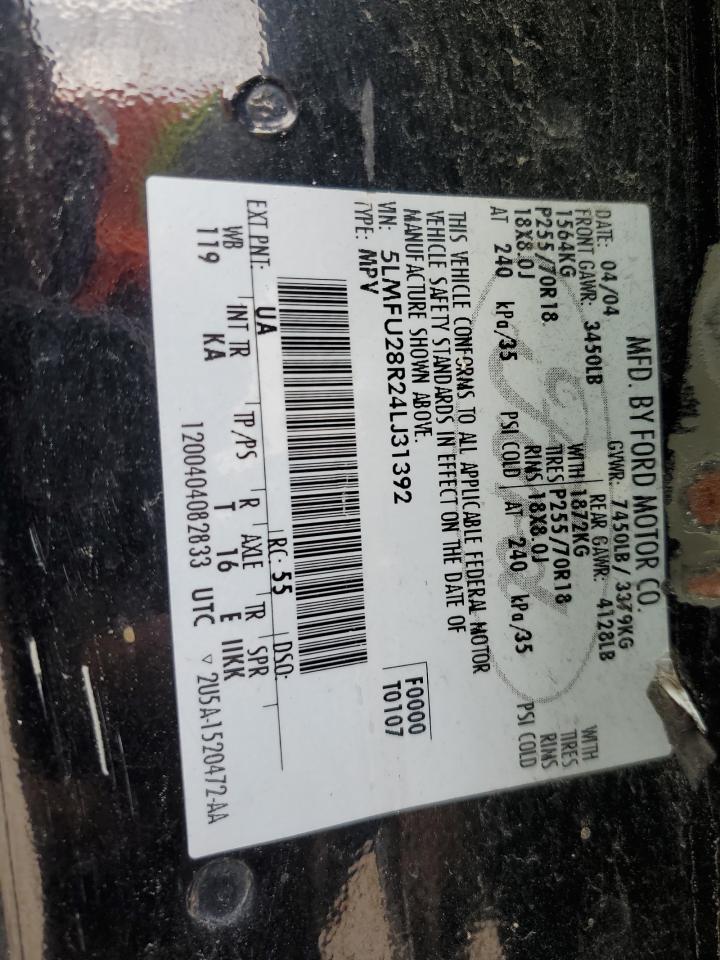 MFD. BY FORD MOTOR CO.
DATE: 04/04 GVWR: 7450LB/ 3379KG
FRONT GAWR: 3450LB REAR GAWR: 4128LB
1564KG WITH 1872KG WITH
P255/70R18 TIRES P255/70R18 TIRES
18X8.0J RIMS 18X8.0J RIMS
AT 240 kPa/35 PSI COLD AT 240 kPa/35 PSI COLD
THIS VEHICLE CONFORMS TO ALL APPLICABLE FEDERAL MOTOR
VEHICLE SAFETY STANDARDS IN EFFECT ON THE DATE OF
MANUFACTURE SHOWN ABOVE.
VIN: 5LMFU28R24LJ31392 F0000
TYPE: MPV T0107
EXT PNT: UA RC: 55 DSO:
WB INT TR TP/PS R AXLE TR SPR
119 KA T 16 E IIKK
1200404082833 UTC ▽ 2U5A-1520472-AA